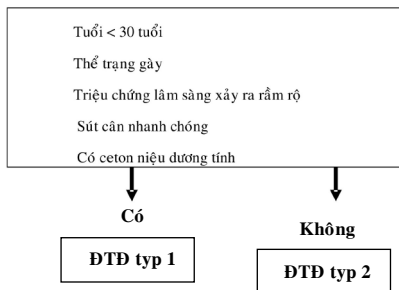 Tuổi < 30 tuổi
Thể trạng gày
Triệu chứng lâm sàng xảy ra rầm rộ
Sút cân nhanh chóng
Có ceton niệu dương tính
Có
Không
ĐTĐ typ 1
ĐTĐ typ 2